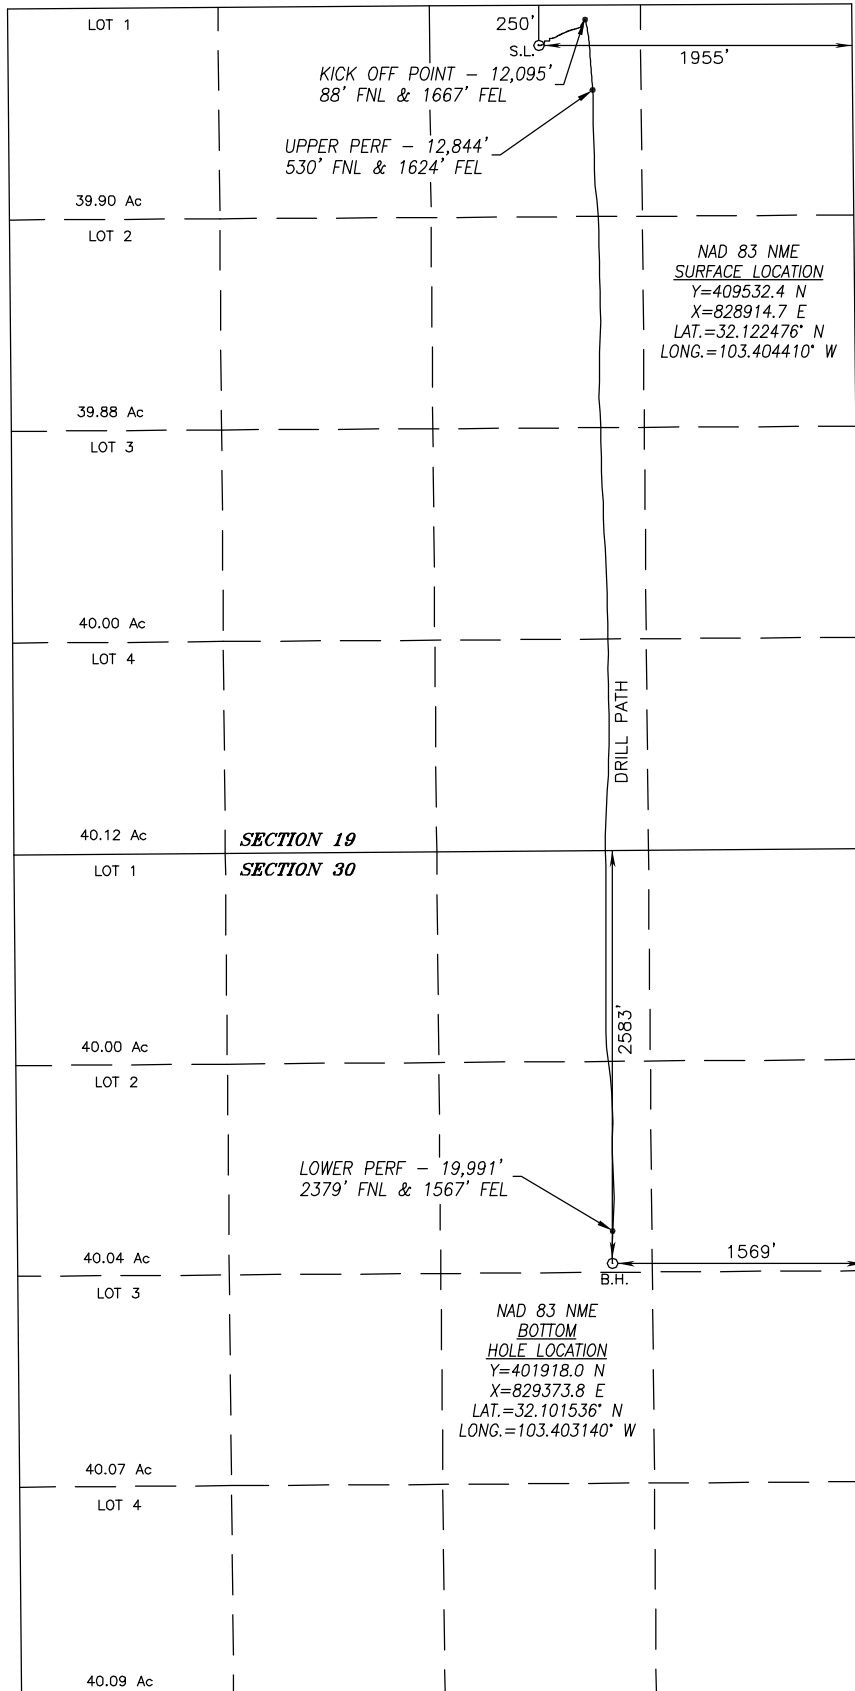 LOT 1
250'
S.L.
1955'
KICK OFF POINT – 12,095'
88' FNL & 1667' FEL
UPPER PERF – 12,844'
530' FNL & 1624' FEL
39.90 Ac
LOT 2
NAD 83 NME
SURFACE LOCATION
Y=409532.4 N
X=828914.7 E
LAT.=32.122476° N
LONG.=103.404410° W
39.88 Ac
LOT 3
40.00 Ac
LOT 4
DRILL PATH
40.12 Ac
SECTION 19
LOT 1
SECTION 30
2583'
40.00 Ac
LOT 2
LOWER PERF – 19,991'
2379' FNL & 1567' FEL
40.04 Ac
1569'
B.H.
LOT 3
NAD 83 NME
BOTTOM
HOLE LOCATION
Y=401918.0 N
X=829373.8 E
LAT.=32.101536° N
LONG.=103.403140° W
40.07 Ac
LOT 4
40.09 Ac